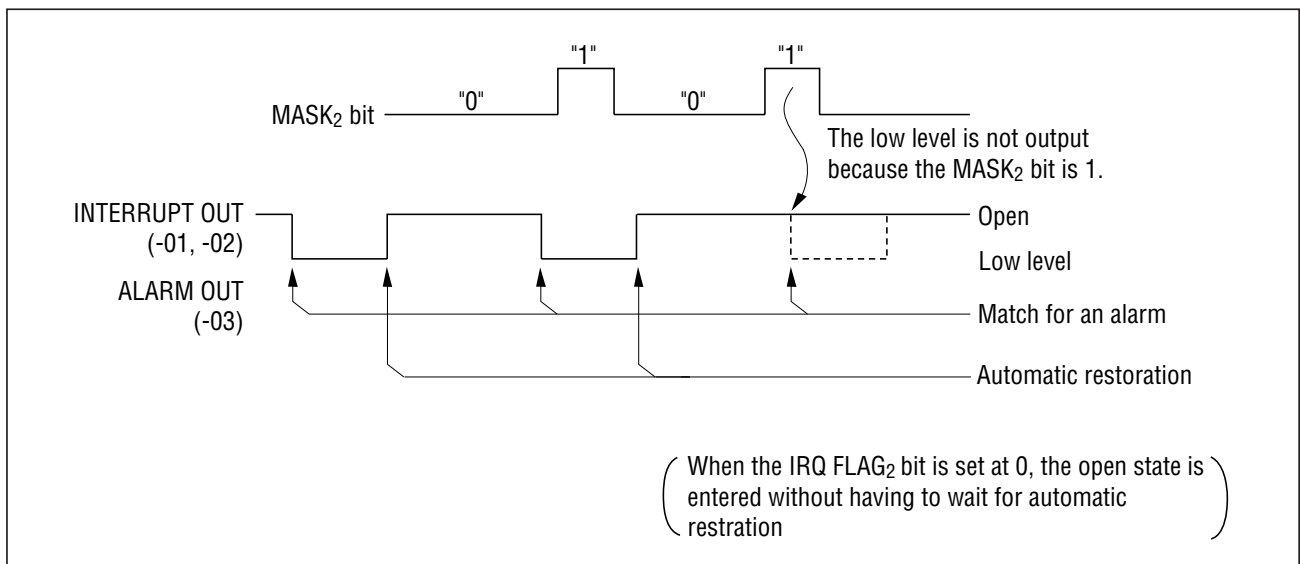 "1"
"1"
"0"
"0"
MASK₂ bit
The low level is not output
because the MASK₂ bit is 1.
INTERRUPT OUT
(-01, -02)
Open
Low level
ALARM OUT
(-03)
Match for an alarm
Automatic restoration
When the IRQ FLAG₂ bit is set at 0, the open state is
entered without having to wait for automatic
restration